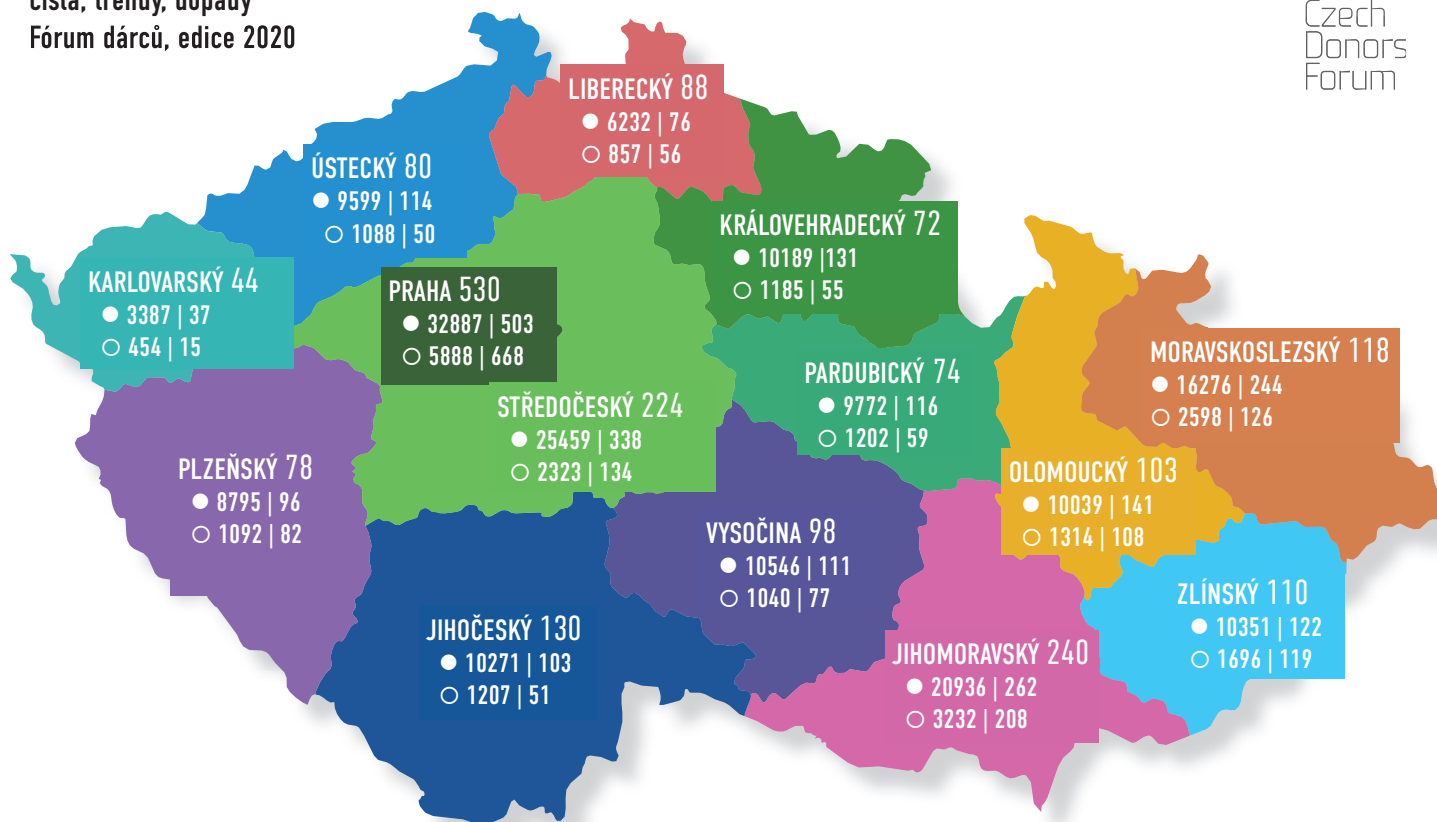 čísla, trendy, dopady
Fórum dárců, edice 2020
Czech
Donors
Forum
LIBERECKÝ 88
6232 | 76
857 | 56
ÚSTECKÝ 80
9599 | 114
1088 | 50
KRÁLOVEHRADECKÝ 72
10189 |131
1185 | 55
KARLOVARSKÝ 44
3387 | 37
454 | 15
PRAHA 530
32887 | 503
5888 | 668
MORAVSKOSLEZSKÝ 118
16276 | 244
2598 | 126
PARDUBICKÝ 74
9772 | 116
1202 | 59
STŘEDOČESKÝ 224
25459 | 338
2323 | 134
PLZEŇSKÝ 78
8795 | 96
1092 | 82
OLOMOUCKÝ 103
10039 | 141
1314 | 108
VYSOČINA 98
10546 | 111
1040 | 77
ZLÍNSKÝ 110
10351 | 122
1696 | 119
JIHOČESKÝ 130
10271 | 103
1207 | 51
JIHOMORAVSKÝ 240
20936 | 262
3232 | 208